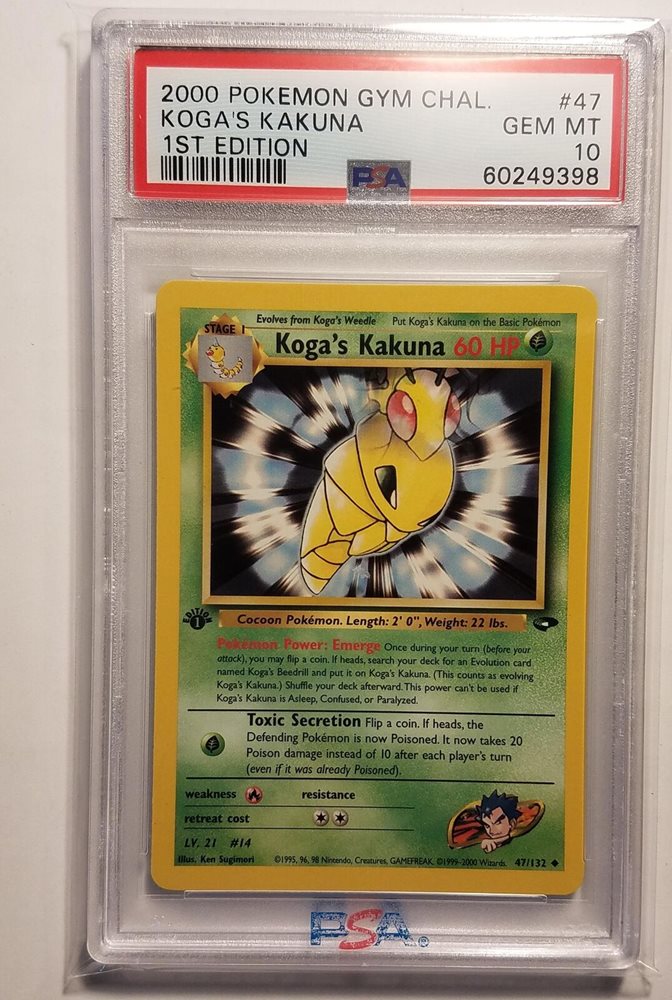 2000 POKEMON GYM CHAL. #47
KOGA'S KAKUNA GEM MT
1ST EDITION 10
PSA 60249398
Evolves from Koga's Weedle Put Koga's Kakuna on the Basic Pokémon
STAGE 1
Koga's Kakuna 60 HP
EDITION
1
Cocoon Pokémon. Length: 2' 0", Weight: 22 lbs.
Pokémon Power: Emerge Once during your turn (before your
attack), you may flip a coin. If heads, search your deck for an Evolution card
named Koga's Beedrill and put it on Koga's Kakuna. (This counts as evolving
Koga's Kakuna.) Shuffle your deck afterward. This power can't be used if
Koga's Kakuna is Asleep, Confused, or Paralyzed.
Toxic Secretion Flip a coin. If heads, the
Defending Pokémon is now Poisoned. It now takes 20
Poison damage instead of 10 after each player's turn
(even if it was already Poisoned).
weakness resistance
retreat cost
LV. 21 #14
Illus. Ken Sugimori ©1995, 96, 98 Nintendo, Creatures, GAMEFREAK. ©1999-2000 Wizards. 47/132
PSA®